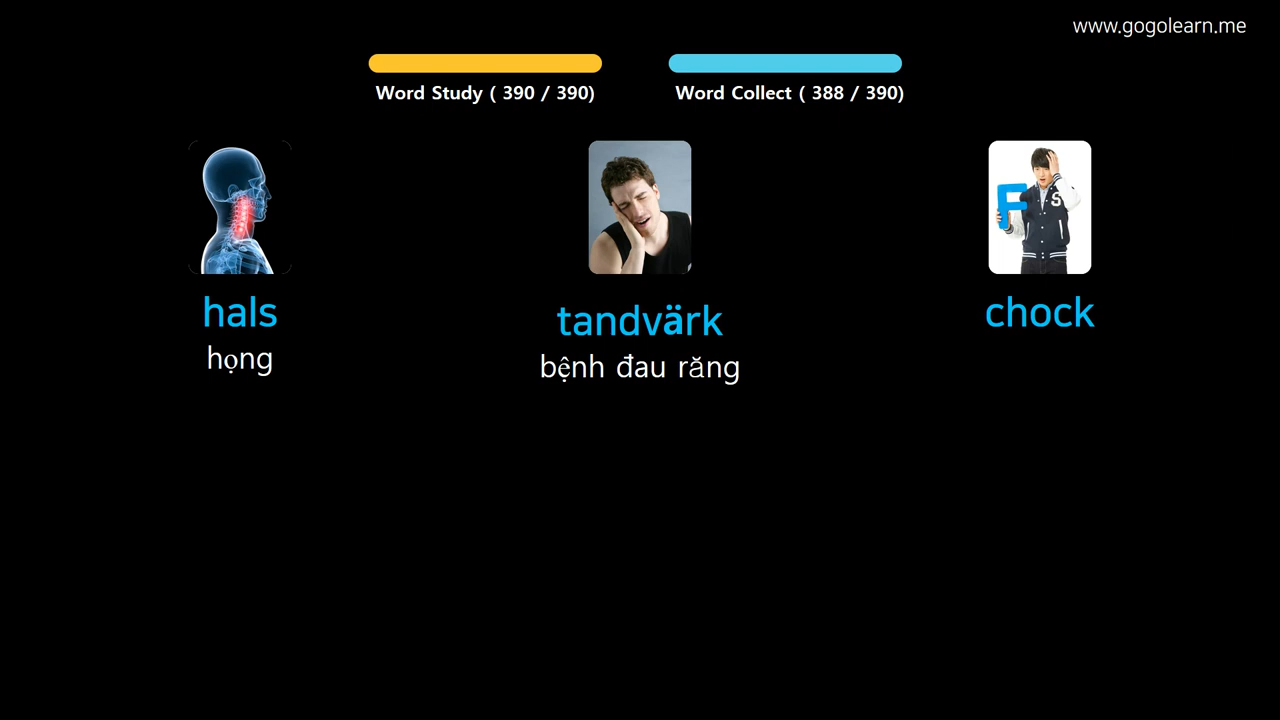 www.gogolearn.me
Word Study ( 390 / 390)
Word Collect ( 388 / 390)
hals
họng
tandvärk
bệnh đau răng
F
S
chock